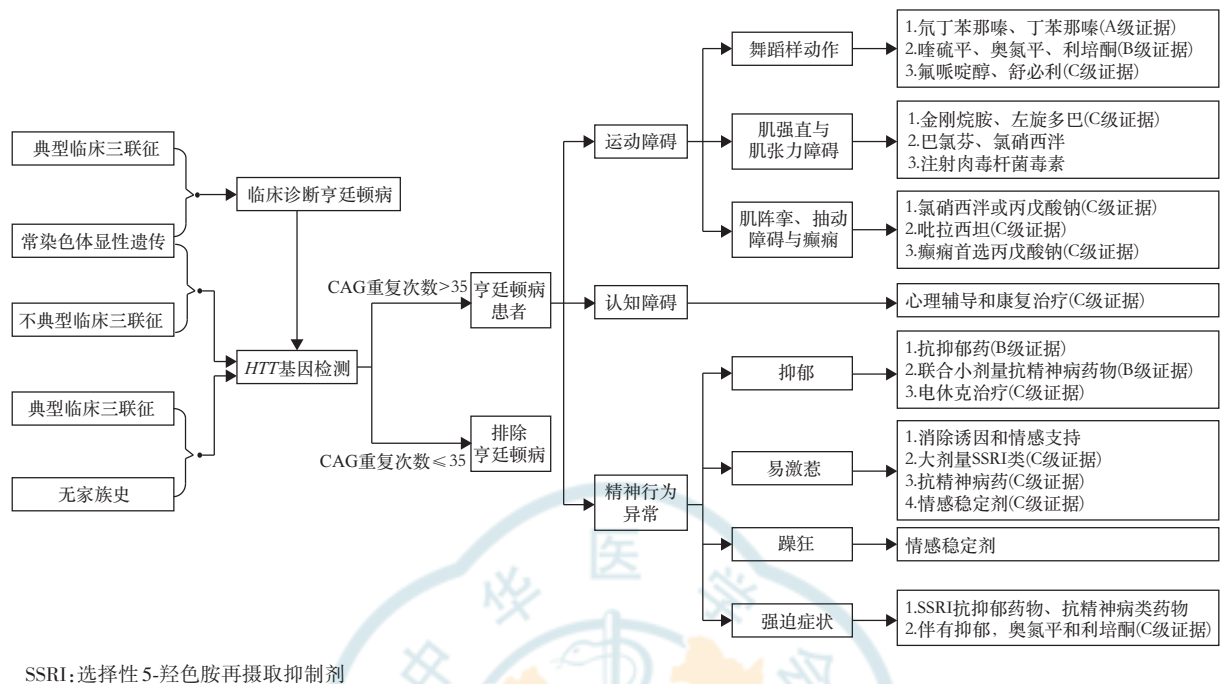 典型临床三联征
常染色体显性遗传
不典型临床三联征
典型临床三联征
无家族史
临床诊断亨廷顿病
HTT基因检测
CAG重复次数>35
CAG重复次数≤35
亨廷顿病
患者
排除
亨廷顿病
运动障碍
认知障碍
精神行为
异常
舞蹈样动作
肌强直与
肌张力障碍
肌阵挛、抽动
障碍与癫痫
抑郁
易激惹
躁狂
强迫症状
1.氘丁苯那嗪、丁苯那嗪(A级证据)
2.喹硫平、奥氮平、利培酮(B级证据)
3.氟哌啶醇、舒必利(C级证据)
1.金刚烷胺、左旋多巴(C级证据)
2.巴氯芬、氯硝西泮
3.注射肉毒杆菌毒素
1.氯硝西泮或丙戊酸钠(C级证据)
2.吡拉西坦(C级证据)
3.癫痫首选丙戊酸钠(C级证据)
心理辅导和康复治疗(C级证据)
1.抗抑郁药(B级证据)
2.联合小剂量抗精神病药物(B级证据)
3.电休克治疗(C级证据)
1.消除诱因和情感支持
2.大剂量SSRI类(C级证据)
3.抗精神病药(C级证据)
4.情感稳定剂(C级证据)
情感稳定剂
1.SSRI抗抑郁药物、抗精神病类药物
2.伴有抑郁，奥氮平和利培酮(C级证据)
中华医学会
SSRI:选择性5-羟色胺再摄取抑制剂